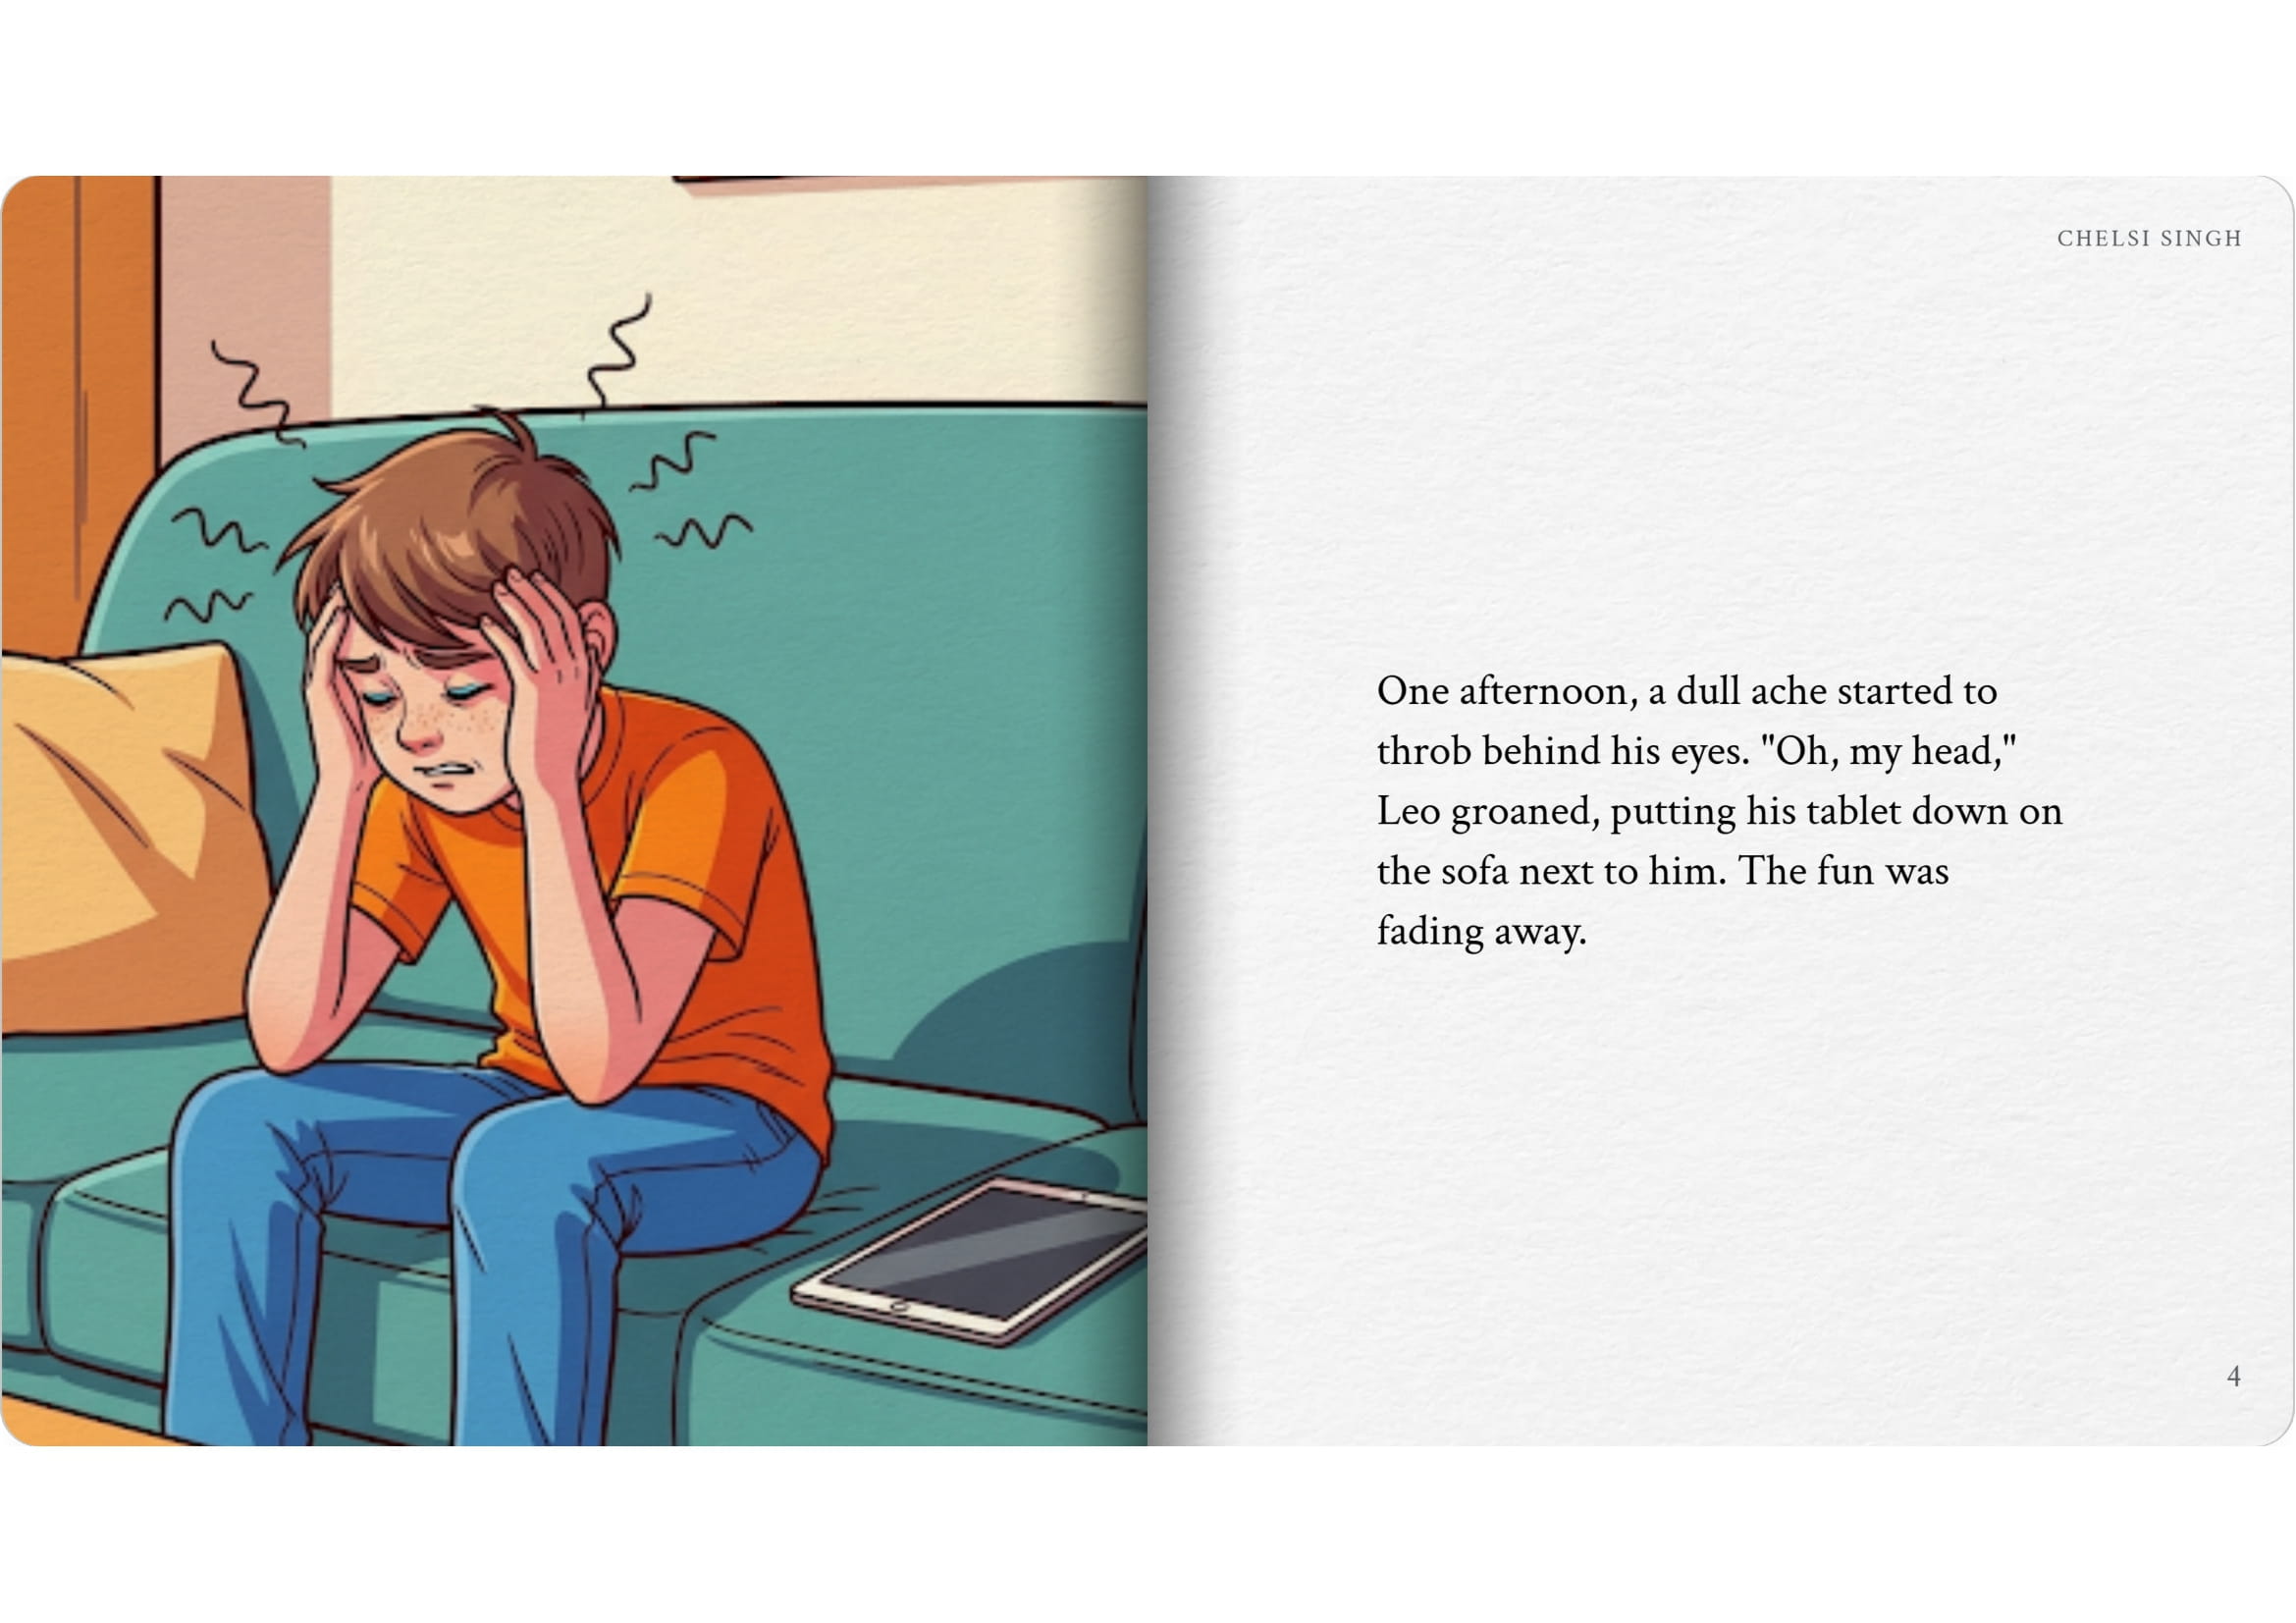 CHELSI SINGH
One afternoon, a dull ache started to
throb behind his eyes. "Oh, my head,"
Leo groaned, putting his tablet down on
the sofa next to him. The fun was
fading away.
4